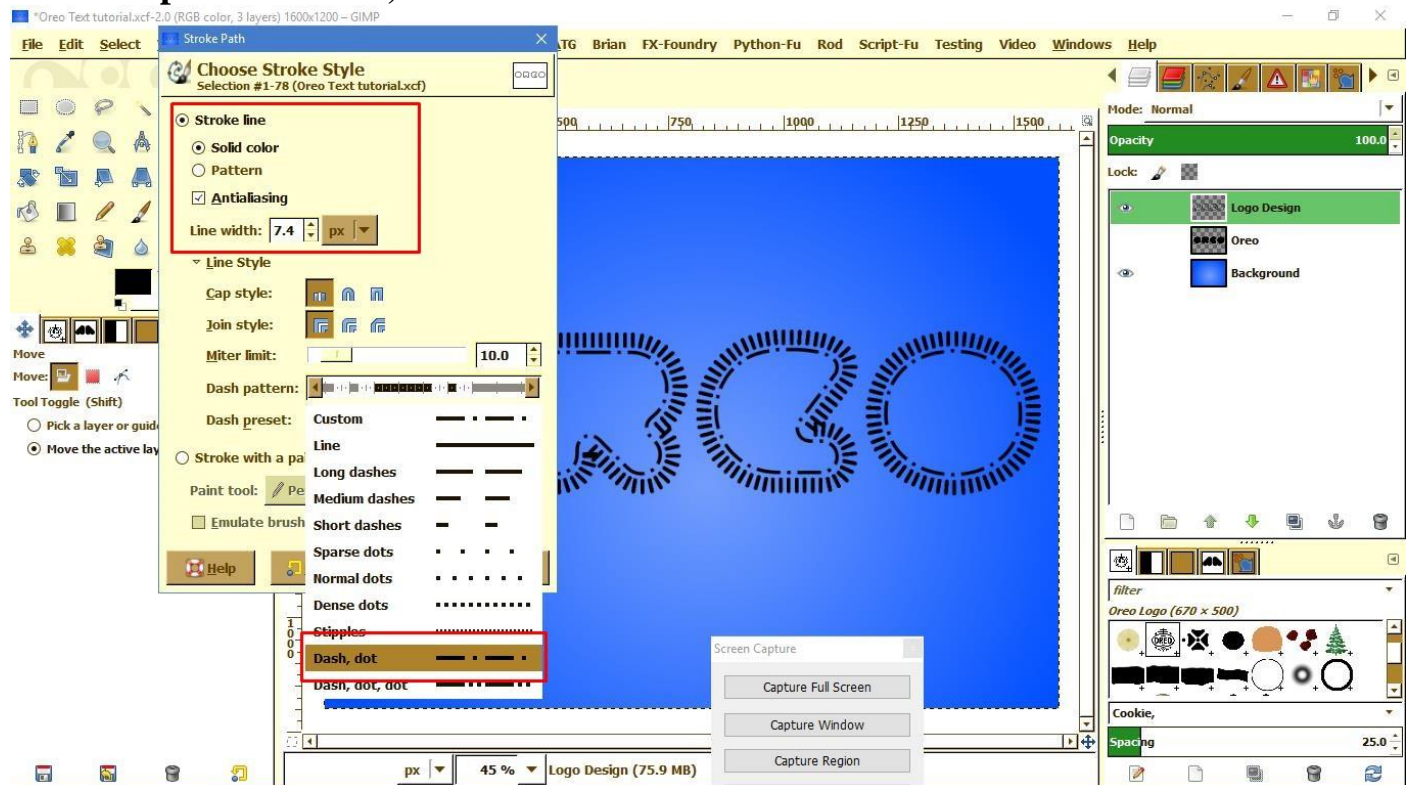 *Oreo Text tutorial.xcf-2.0 (RGB color, 3 layers) 1600x1200 – GIMP
File Edit Select TG Brian FX-Foundry Python-Fu Rod Script-Fu Testing Video Windows Help
Stroke Path
Choose Stroke Style
Selection #1-78 (Oreo Text tutorial.xcf)
Stroke line
Solid color
Pattern
Antialiasing
Line width: 7.4 px
Line Style
Cap style:
Join style:
Miter limit: 10.0
Dash pattern:
Dash preset:
Custom
Line
Long dashes
Medium dashes
Short dashes
Sparse dots
Normal dots
Dense dots
Stipples
Dash, dot
Dash, dot, dot
Stroke with a pa
Paint tool: Pe
Emulate brush
Help
Move
Move:
Tool Toggle (Shift)
Pick a layer or guid
Move the active lay
500 750 1000 1250 1500
1
0
0
0
Mode: Normal
Opacity 100.0
Lock:
Logo Design
Oreo
Background
filter
Oreo Logo (670 × 500)
Cookie,
Spacing 25.0
Screen Capture
Capture Full Screen
Capture Window
Capture Region
px 45 % Logo Design (75.9 MB)